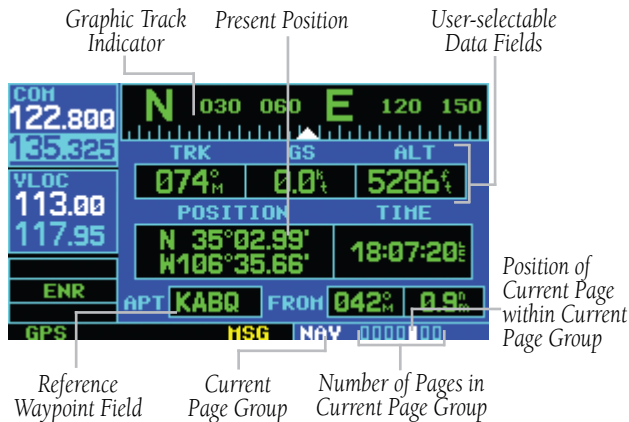 Graphic Track
Indicator
Present Position
User-selectable
Data Fields
COM
122.800
135.325
VLOC
113.00
117.95
ENR
GPS
N 030 060 E 120 150
TRK GS ALT
074°M 0.0kt 5286ft
POSITION TIME
N 35°02.99'
W106°35.66'
18:07:20
APT KABQ FROM 042°M 0.9nm
MSG NAV
Position of
Current Page
within Current
Page Group
Reference
Waypoint Field
Current
Page Group
Number of Pages in
Current Page Group